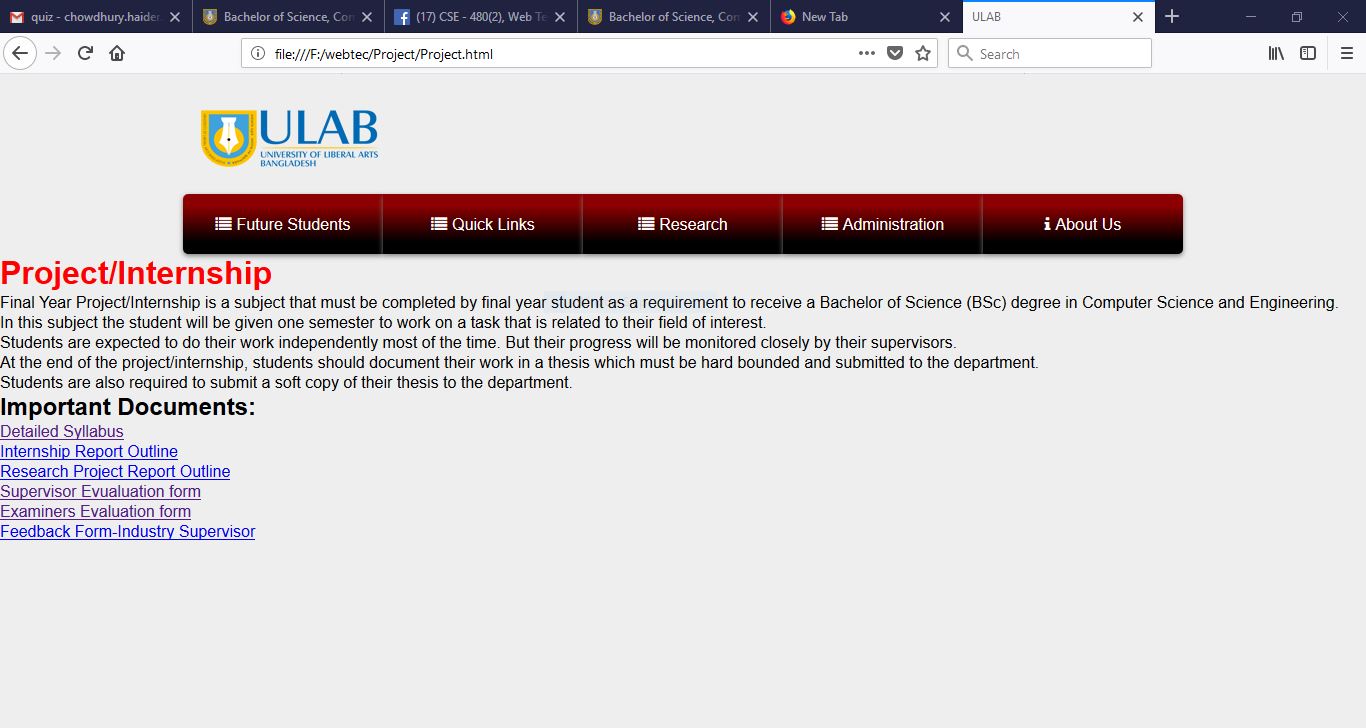 quiz - chowdhury.haider
Bachelor of Science, Com
(17) CSE - 480(2), Web Te
Bachelor of Science, Com
New Tab
ULAB
file:///F:/webtec/Project/Project.html
Search
ULAB
UNIVERSITY OF LIBERAL ARTS
BANGLADESH
Future Students
Quick Links
Research
Administration
About Us
Project/Internship
Final Year Project/Internship is a subject that must be completed by final year student as a requirement to receive a Bachelor of Science (BSc) degree in Computer Science and Engineering.
In this subject the student will be given one semester to work on a task that is related to their field of interest.
Students are expected to do their work independently most of the time. But their progress will be monitored closely by their supervisors.
At the end of the project/internship, students should document their work in a thesis which must be hard bounded and submitted to the department.
Students are also required to submit a soft copy of their thesis to the department.
Important Documents:
Detailed Syllabus
Internship Report Outline
Research Project Report Outline
Supervisor Evualuation form
Examiners Evaluation form
Feedback Form-Industry Supervisor